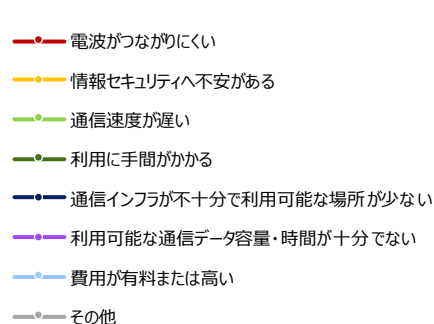 電波がつながりにくい
情報セキュリティへ不安がある
通信速度が遅い
利用に手間がかかる
通信インフラが不十分で利用可能な場所が少ない
利用可能な通信データ容量・時間が十分でない
費用が有料または高い
その他